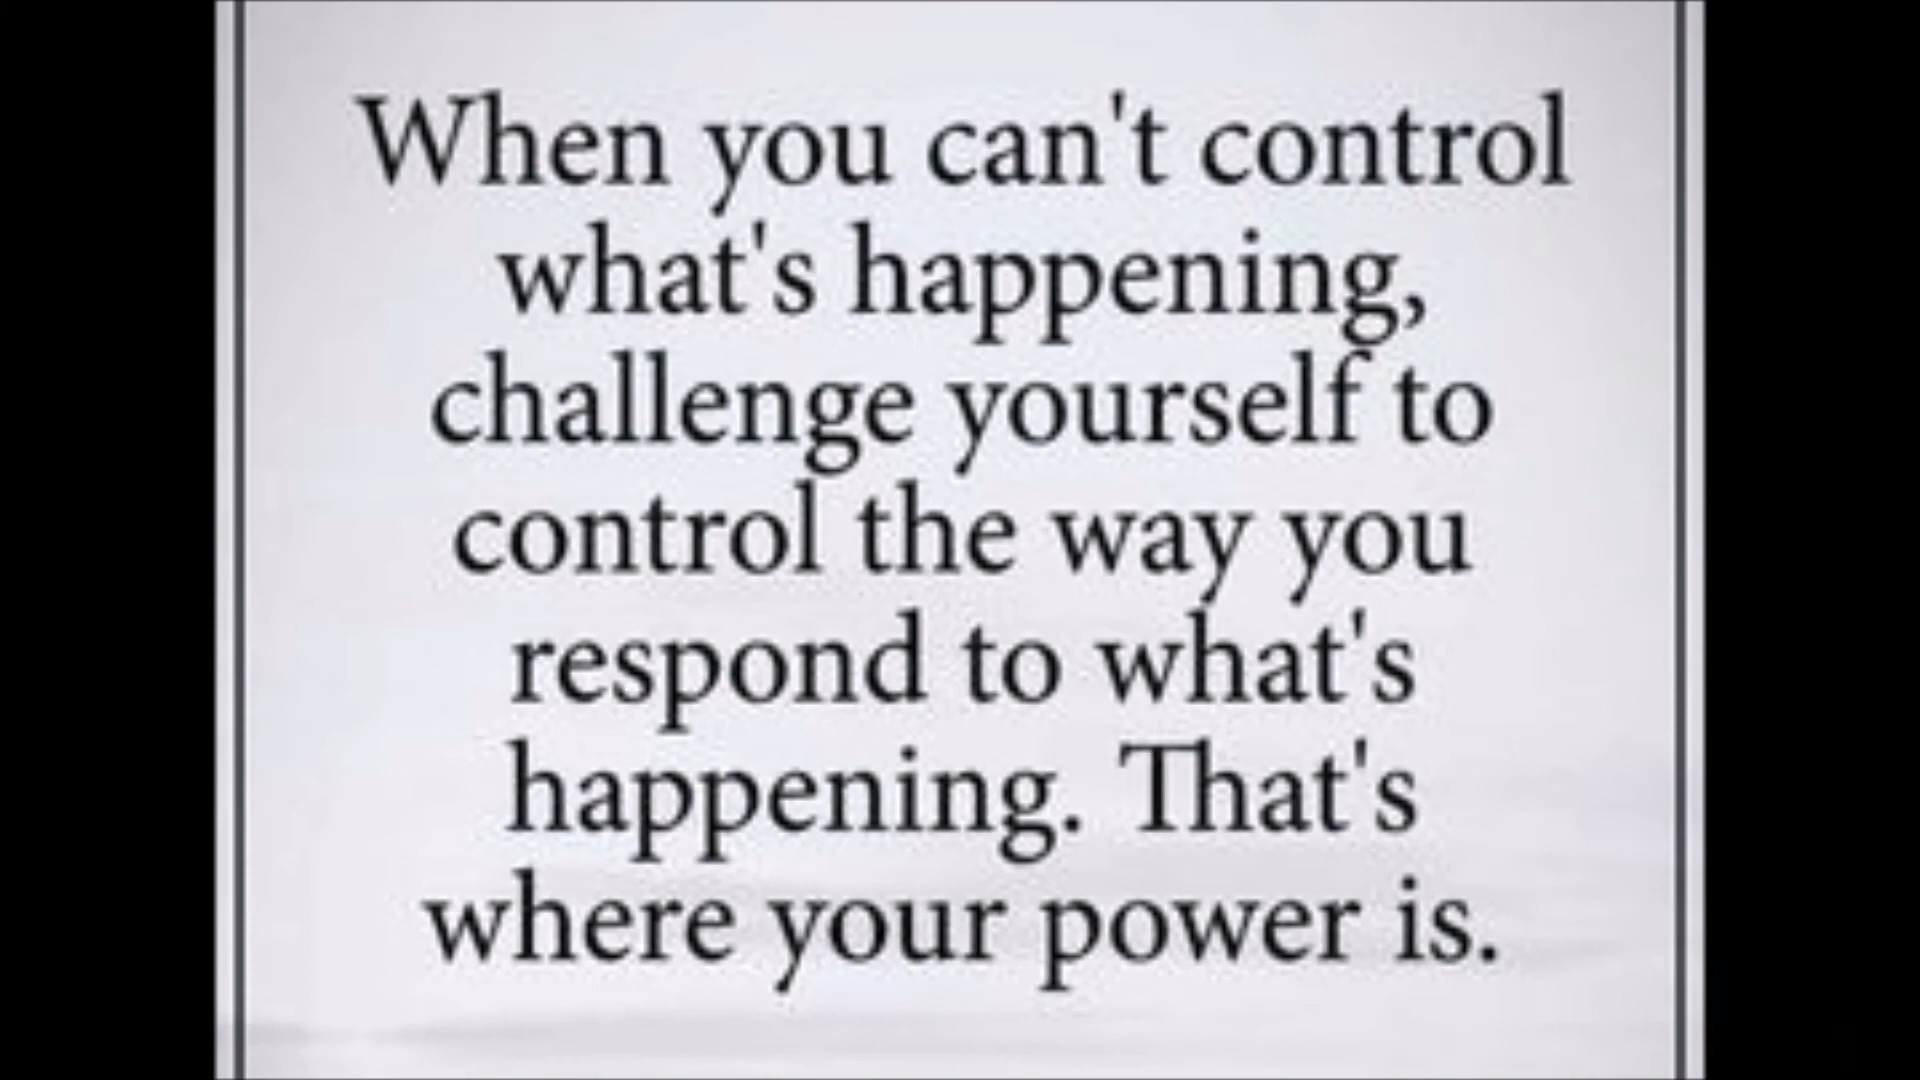 When you can't control
what's happening,
challenge yourself to
control the way you
respond to what's
happening. That's
where your power is.